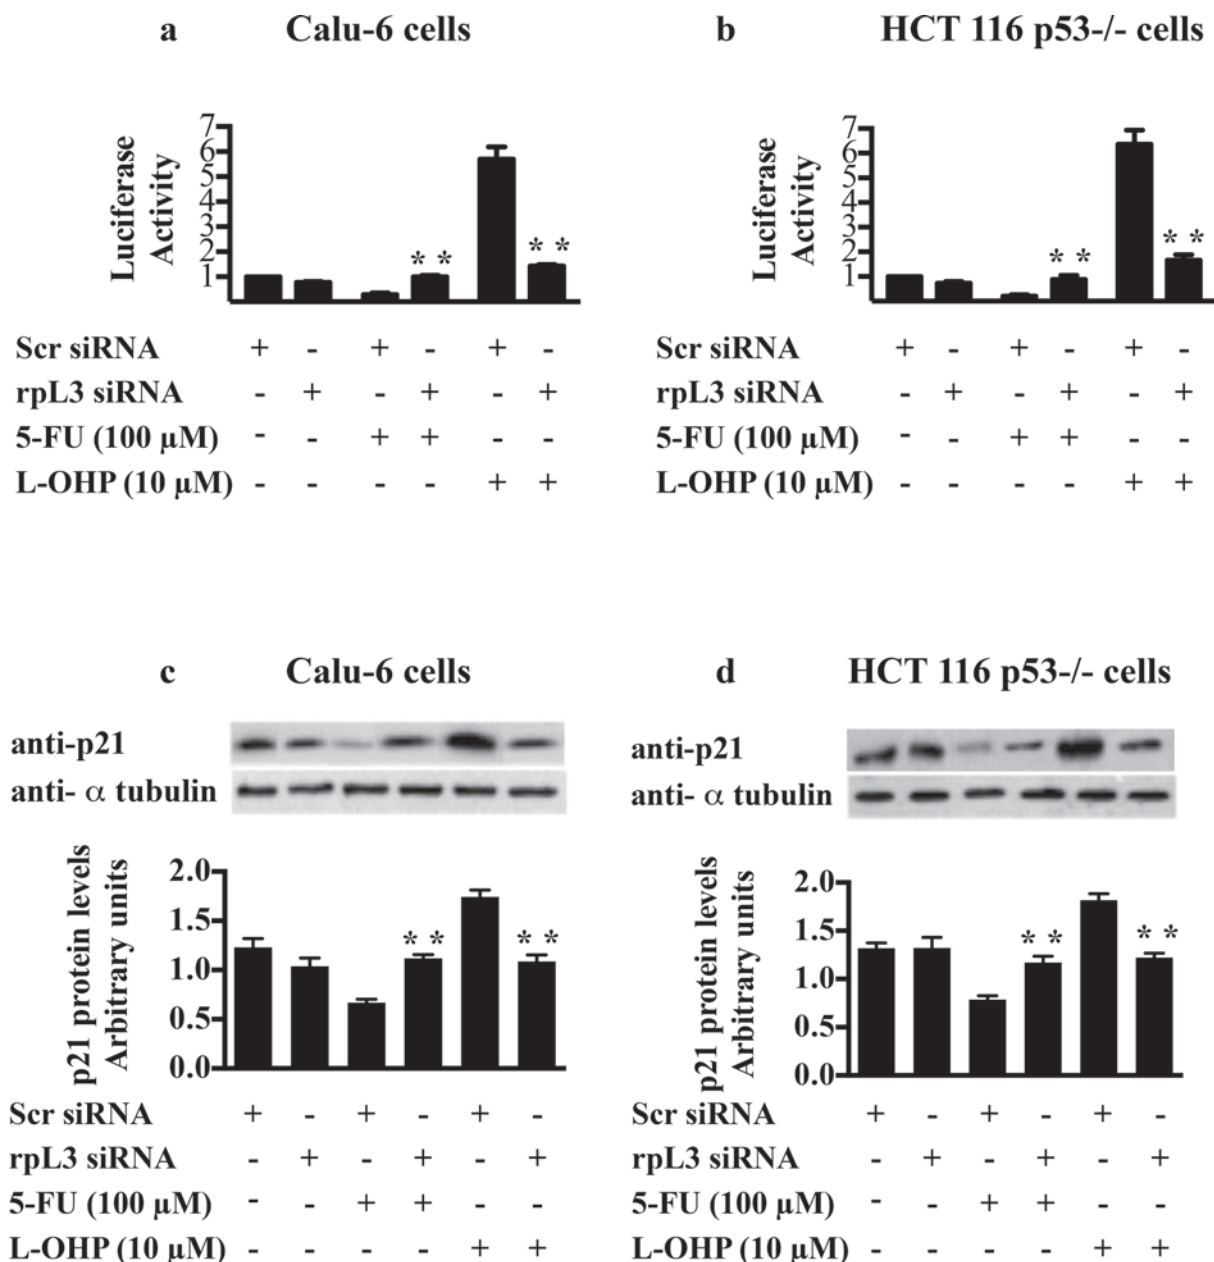 a Calu-6 cells
b HCT 116 p53-/- cells
Luciferase
Activity
7
6
5
4
3
2
1
* *
* *
Luciferase
Activity
7
6
5
4
3
2
1
* *
* *
Scr siRNA + - + - + -
rpL3 siRNA - + - + - +
5-FU (100 µM) - - + + - -
L-OHP (10 µM) - - - - + +
Scr siRNA + - + - + -
rpL3 siRNA - + - + - +
5-FU (100 µM) - - + + - -
L-OHP (10 µM) - - - - + +
c Calu-6 cells
d HCT 116 p53-/- cells
anti-p21
anti- α tubulin
anti-p21
anti- α tubulin
p21 protein levels
Arbitrary units
2.0
1.5
1.0
0.5
0.0
* *
* *
p21 protein levels
Arbitrary units
2.0
1.5
1.0
0.5
0.0
* *
* *
Scr siRNA + - + - + -
rpL3 siRNA - + - + - +
5-FU (100 µM) - - + + - -
L-OHP (10 µM) - - - - + +
Scr siRNA + - + - + -
rpL3 siRNA - + - + - +
5-FU (100 µM) - - + + - -
L-OHP (10 µM) - - - - + +